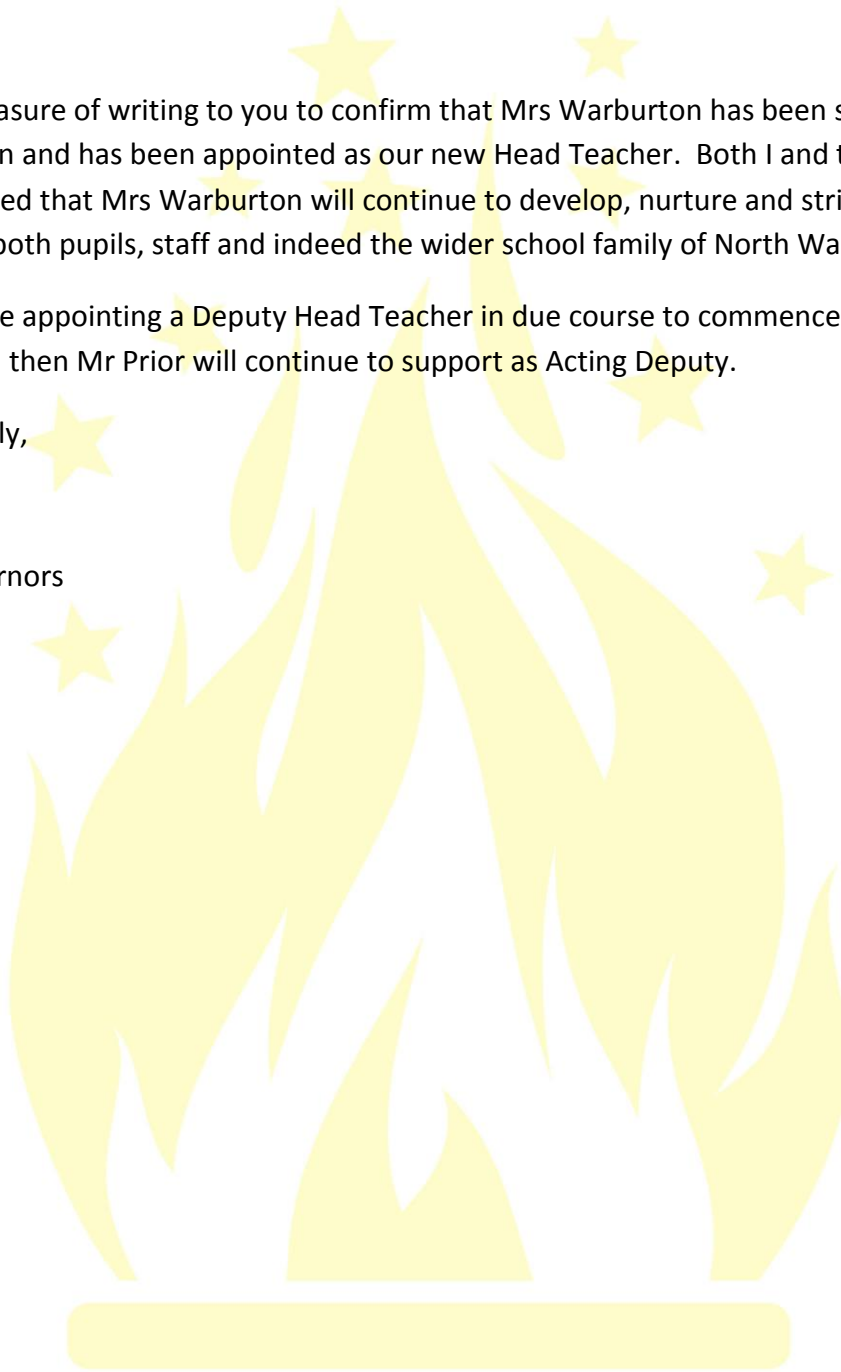 asure of writing to you to confirm that Mrs Warburton has been s
n and has been appointed as our new Head Teacher. Both I and t
ed that Mrs Warburton will continue to develop, nurture and stri
both pupils, staff and indeed the wider school family of North Wa
e appointing a Deputy Head Teacher in due course to commence
then Mr Prior will continue to support as Acting Deputy.
ly,
rnors